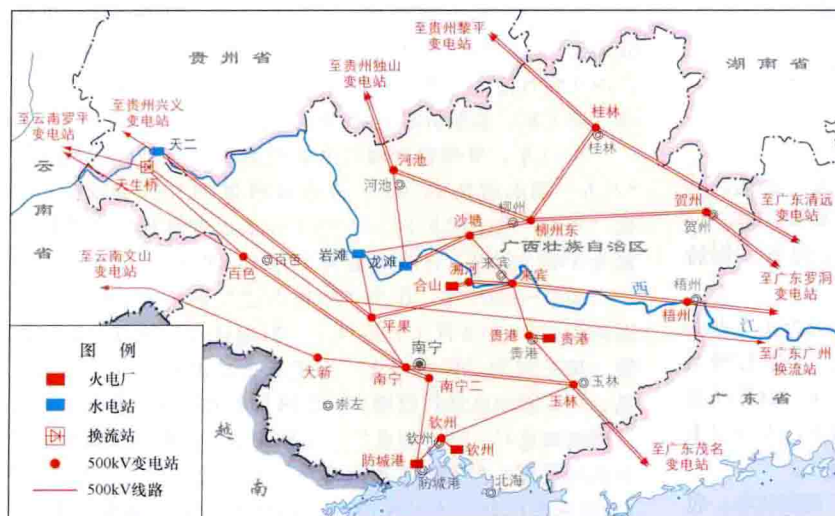 贵州省
湖南省
云南省
广东省
越
南
广西壮族自治区
西
江
至贵州黎平
变电站
至贵州独山
变电站
至贵州兴义
变电站
至云南罗平
变电站
至云南文山
变电站
至广东清远
变电站
至广东罗洞
变电站
至广东广州
换流站
至广东茂名
变电站
天二
天生桥
桂林
桂林
河池
河池
柳州
柳州东
沙塘
贺州
贺州
岩滩
龙滩
来宾
来宾
合山
百色
百色
平果
梧州
梧州
贵港
贵港
贵港
南宁
南宁
南宁二
大新
崇左
玉林
玉林
钦州
钦州
钦州
防城港
防城港
北海
图 例
火电厂
水电站
换流站
500kV变电站
500kV线路